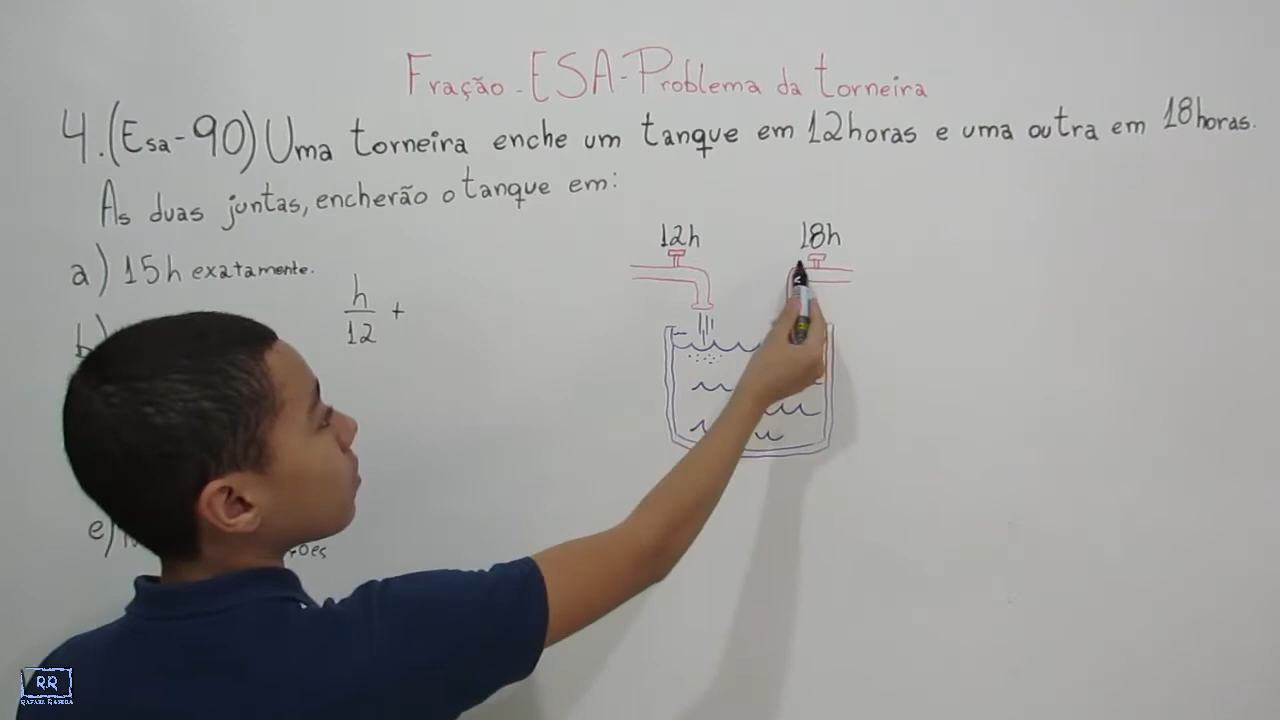 Fração - ESA - Problema da torneira
4. (Esa - 90) Uma torneira enche um tanque em 12 horas e uma outra em 18 horas.
As duas juntas, encherão o tanque em:
12h 18h
a) 15h exatamente.
h/12 +
b)
e)
RR